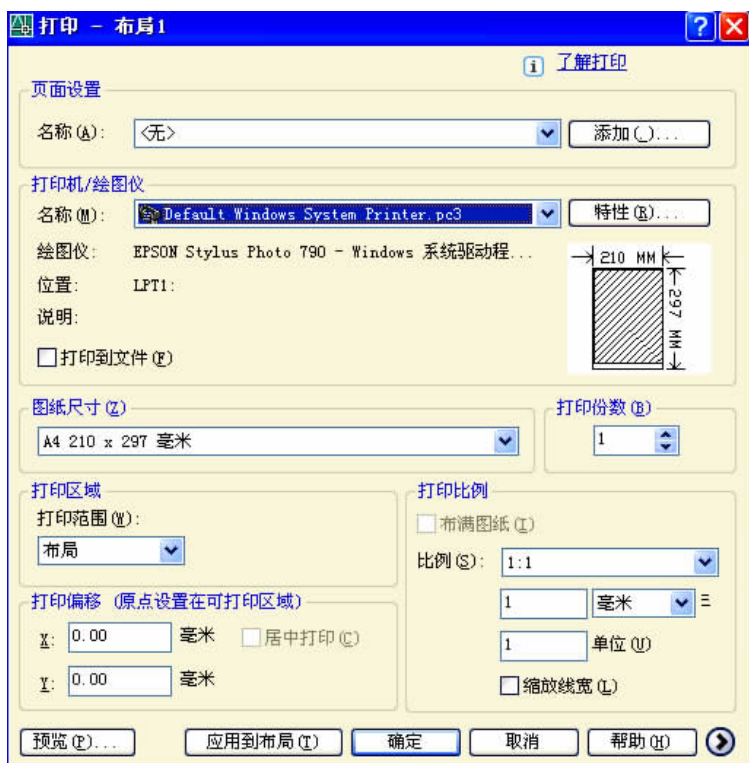 打印 - 布局1
了解打印
页面设置
名称(A):
<无>
添加(.)...
打印机/绘图仪
名称(M):
Default Windows System Printer.pc3
特性(R)...
绘图仪:
EPSON Stylus Photo 790 - Windows 系统驱动程...
位置:
LPT1:
说明:
打印到文件(F)
210 MM
297 MM
图纸尺寸(Z)
A4 210 x 297 毫米
打印份数(B)
1
打印区域
打印范围(W):
布局
打印偏移 (原点设置在可打印区域)
X: 0.00 毫米
居中打印(C)
Y: 0.00 毫米
打印比例
布满图纸(I)
比例(S): 1:1
1 毫米 =
1 单位(U)
缩放线宽(L)
预览(P)...
应用到布局(T)
确定
取消
帮助(H)